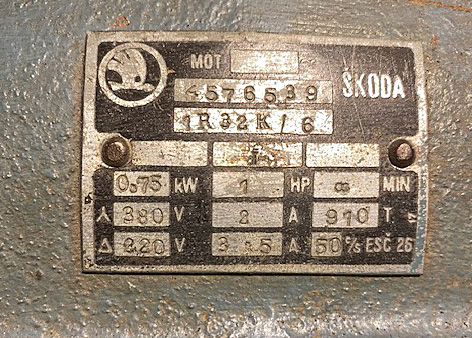 MOT
4576539 ŠKODA
1R32K/6
0.75 kW 1 HP ∞ MIN
⅄ 380 V 2 A 910 T
Δ 220 V 3.5 A 50 c/s ESČ 26